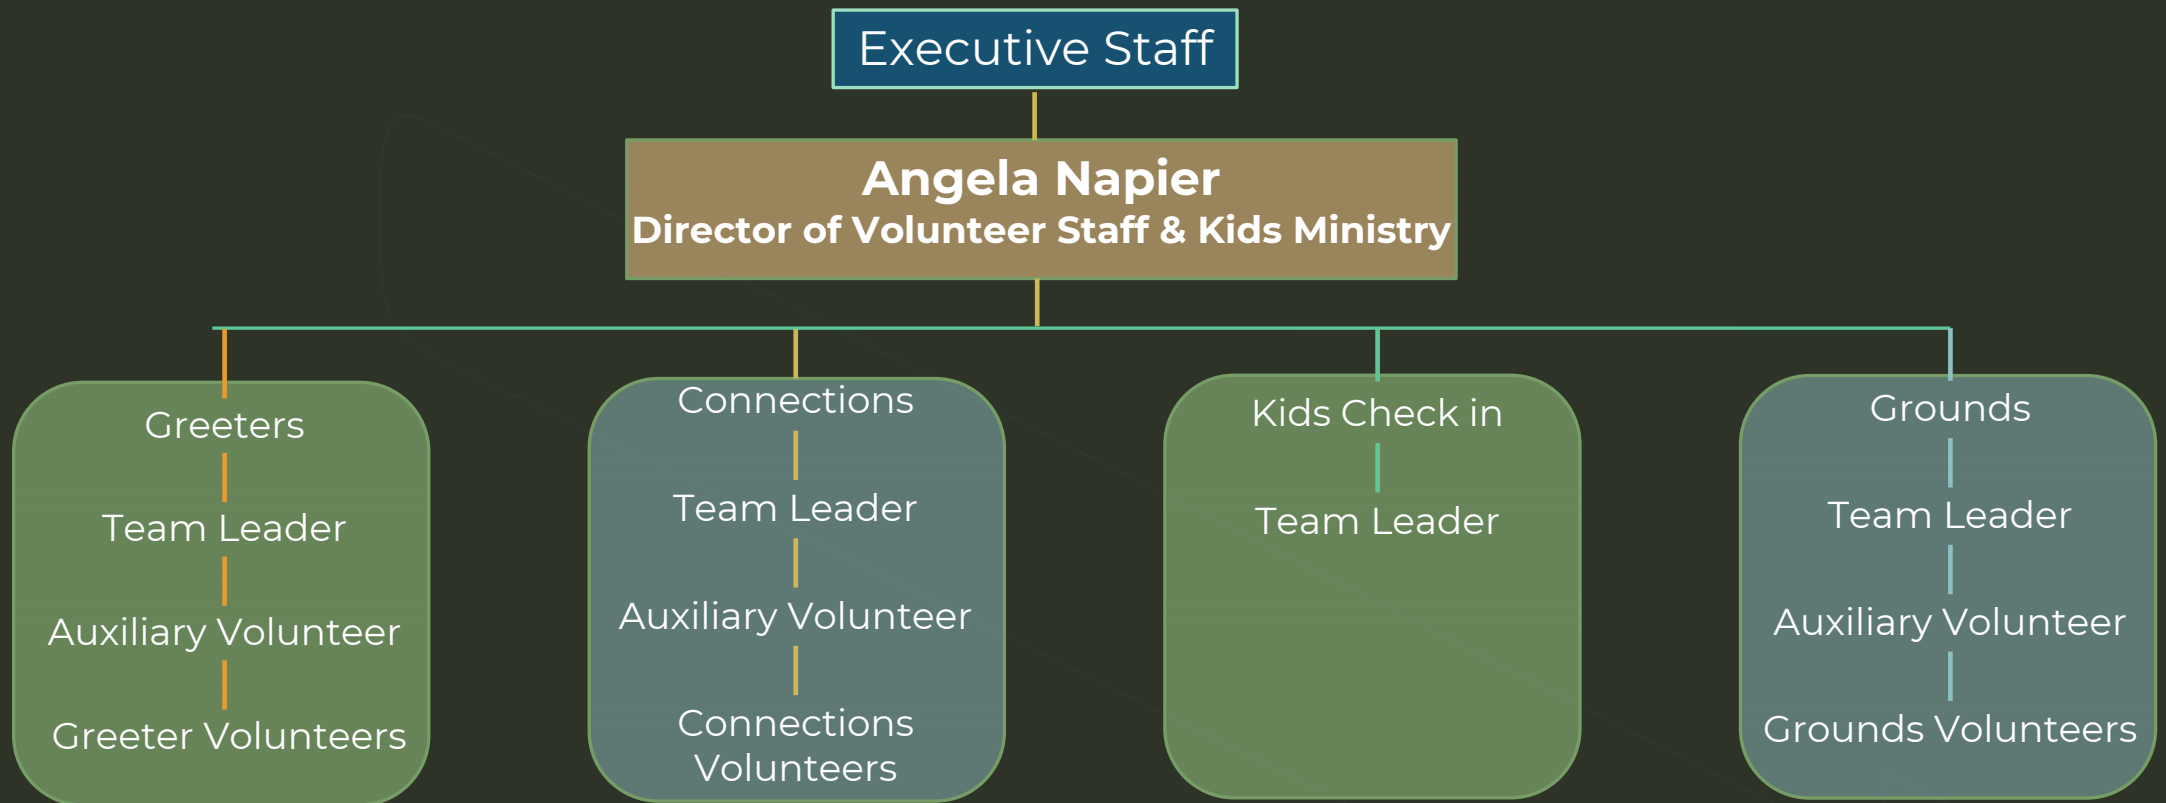 Executive Staff
Angela Napier
Director of Volunteer Staff & Kids Ministry
Greeters
Team Leader
Auxiliary Volunteer
Greeter Volunteers
Connections
Team Leader
Auxiliary Volunteer
Connections
Volunteers
Kids Check in
Team Leader
Grounds
Team Leader
Auxiliary Volunteer
Grounds Volunteers